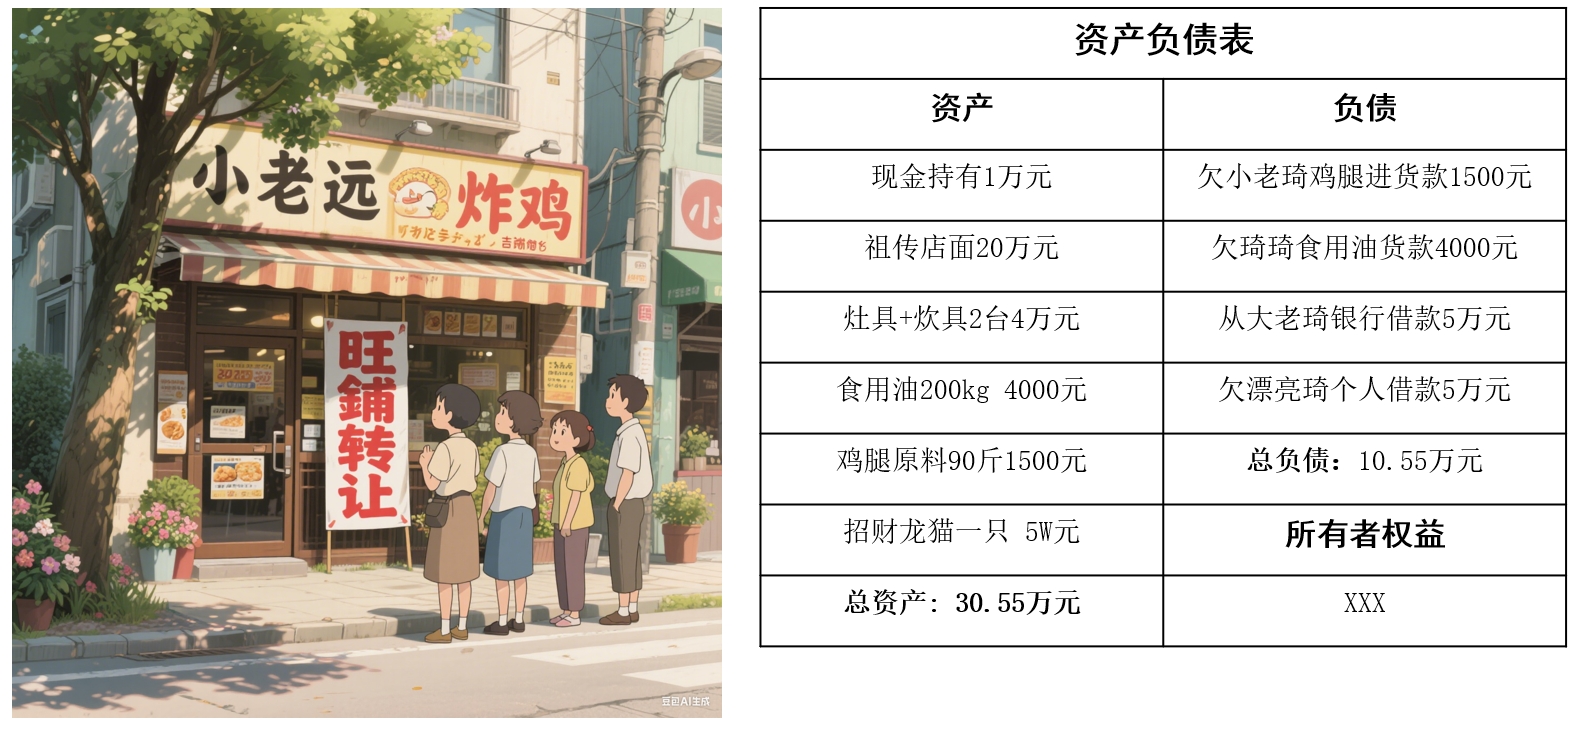 小老远
炸鸡
旺鋪转让
豆包AI生成
资产负债表
资产
负债
现金持有1万元
欠小老琦鸡腿进货款1500元
祖传店面20万元
欠琦琦食用油货款4000元
灶具+炊具2台4万元
从大老琦银行借款5万元
食用油200kg 4000元
欠漂亮琦个人借款5万元
鸡腿原料90斤1500元
总负债：10.55万元
招财龙猫一只 5W元
所有者权益
总资产: 30.55万元
XXX